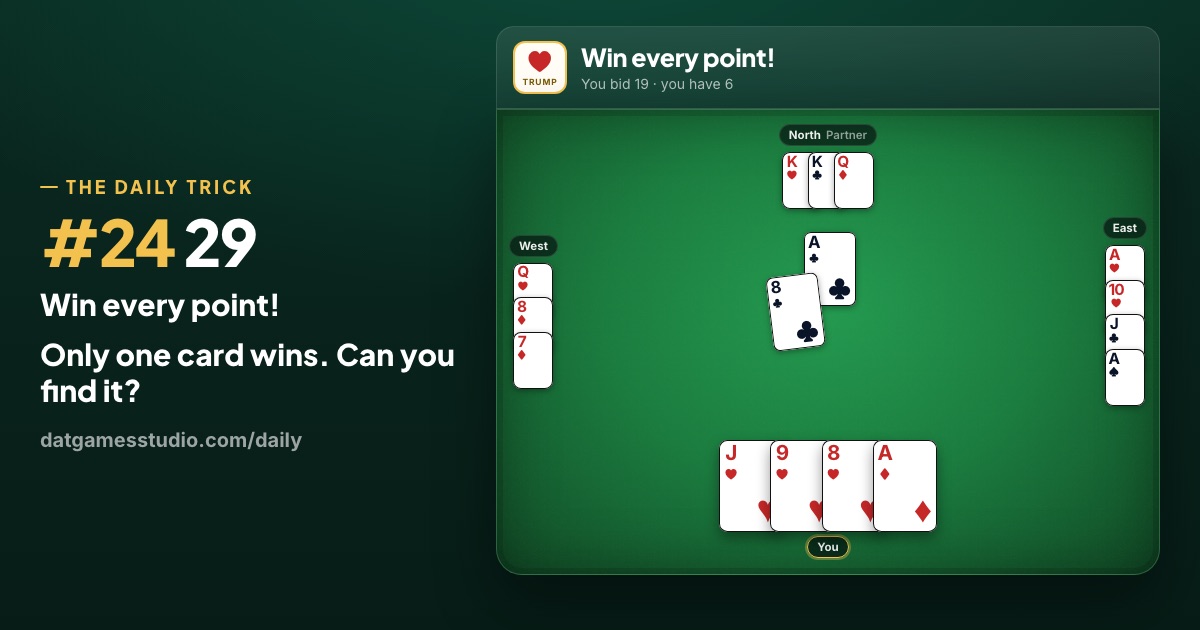 — THE DAILY TRICK
#24 29
Win every point!
Only one card wins. Can you
find it?
datgamesstudio.com/daily
TRUMP
Win every point!
You bid 19 · you have 6
North Partner
K K Q
A
8
West
Q
8
7
East
A
10
J
A
J 9 8 A
You